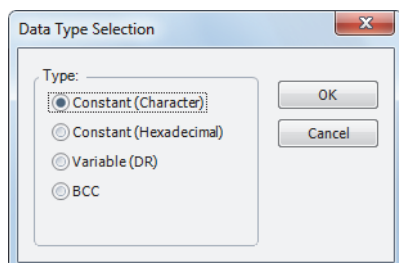 Data Type Selection
Type:
Constant (Character)
Constant (Hexadecimal)
Variable (DR)
BCC
OK
Cancel